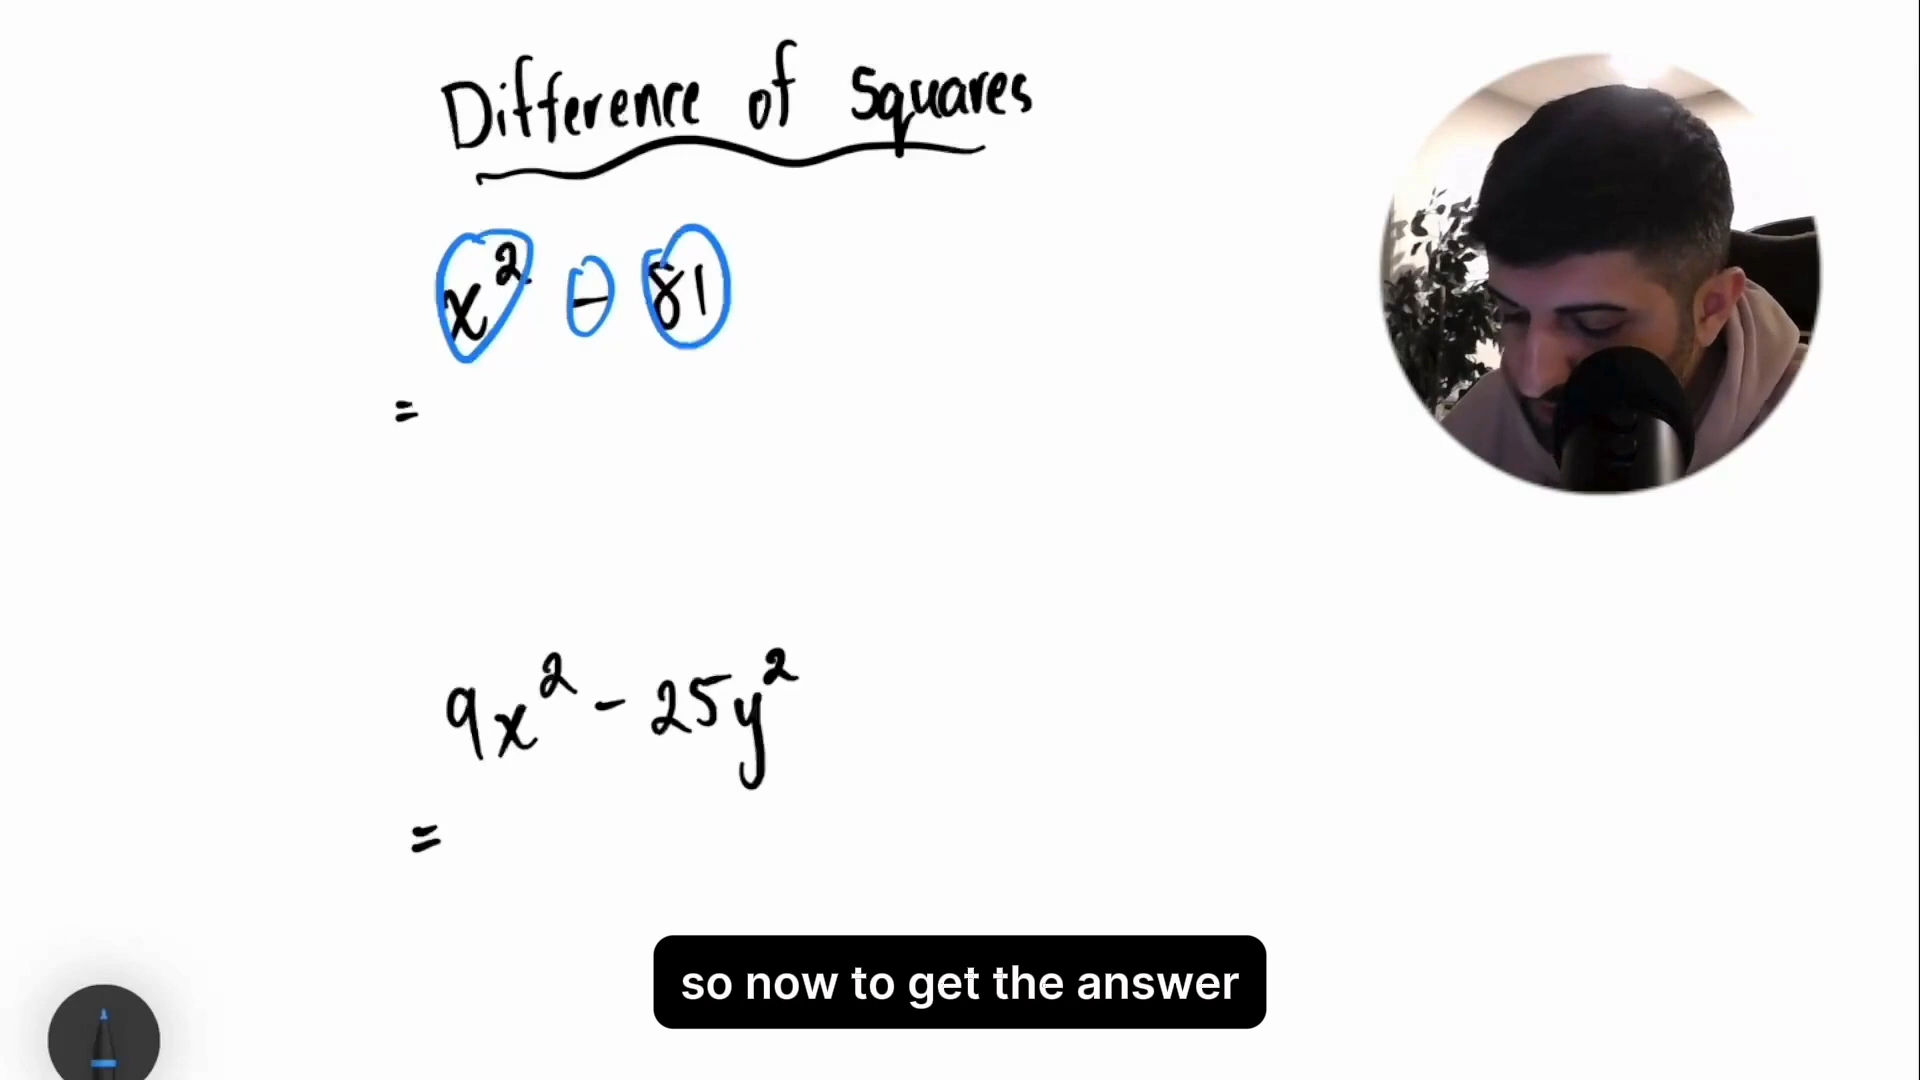 Difference of Squares
x² - 81
=
9x² - 25y²
=
so now to get the answer